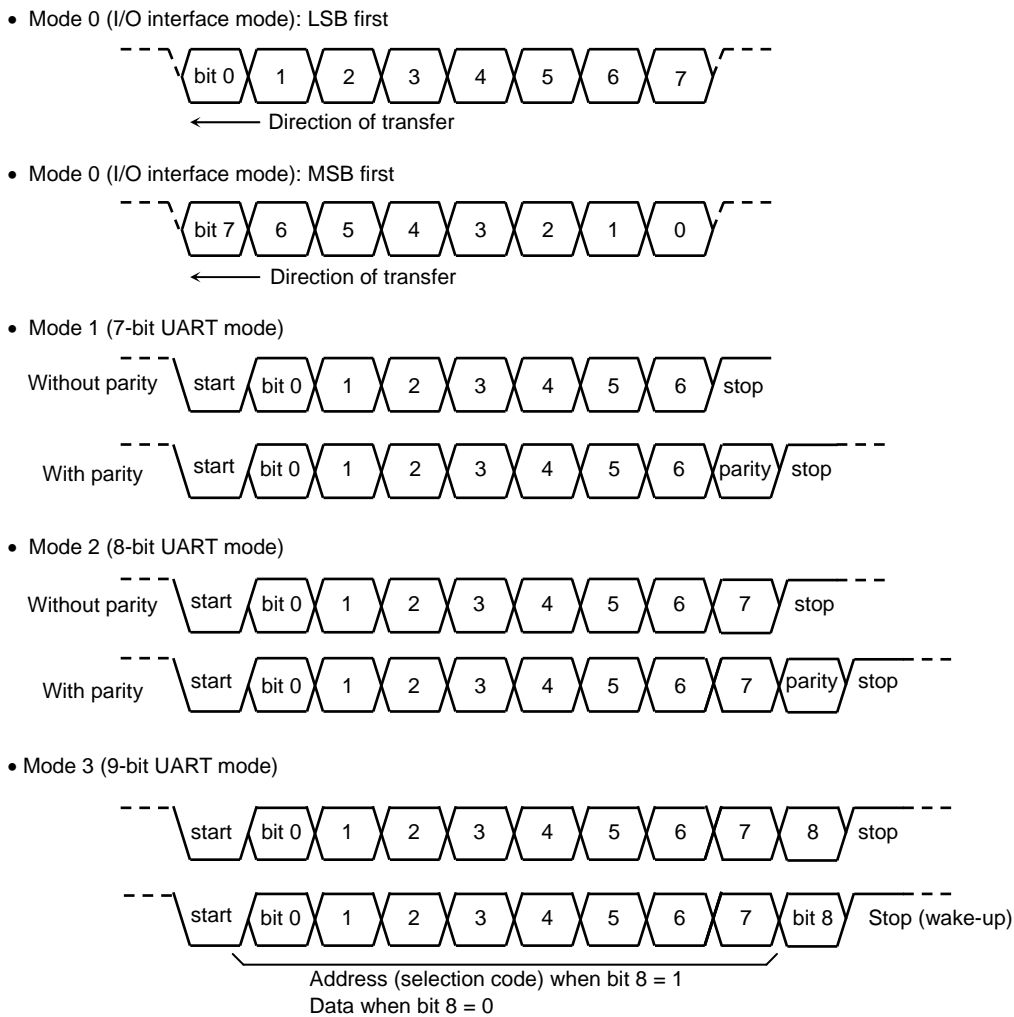 • Mode 0 (I/O interface mode): LSB first
bit 0 1 2 3 4 5 6 7
Direction of transfer
• Mode 0 (I/O interface mode): MSB first
bit 7 6 5 4 3 2 1 0
Direction of transfer
• Mode 1 (7-bit UART mode)
Without parity start bit 0 1 2 3 4 5 6 stop
With parity start bit 0 1 2 3 4 5 6 parity stop
• Mode 2 (8-bit UART mode)
Without parity start bit 0 1 2 3 4 5 6 7 stop
With parity start bit 0 1 2 3 4 5 6 7 parity stop
• Mode 3 (9-bit UART mode)
start bit 0 1 2 3 4 5 6 7 8 stop
start bit 0 1 2 3 4 5 6 7 bit 8 Stop (wake-up)
Address (selection code) when bit 8 = 1
Data when bit 8 = 0